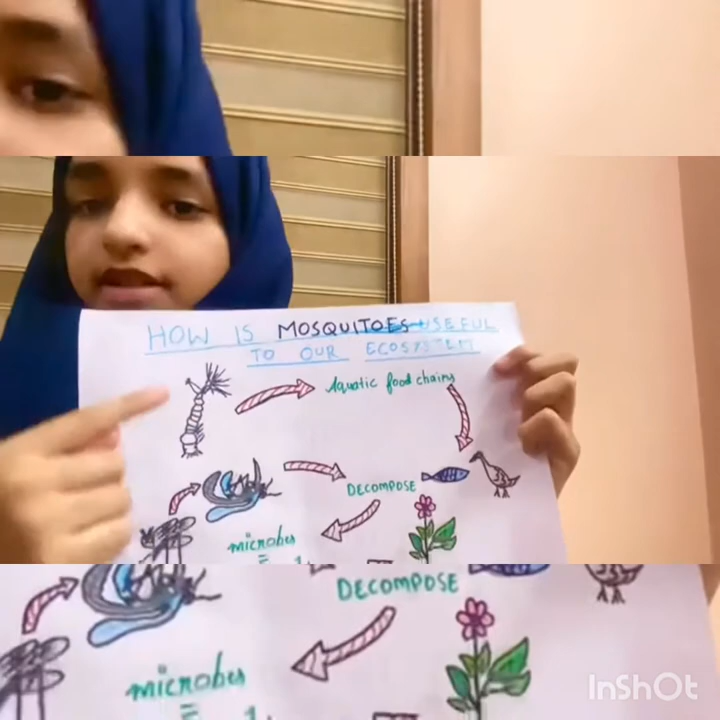 HOW IS MOSQUITOES USEFUL
TO OUR ECOSYSTEM
Aquatic food chains
DECOMPOSE
microbes
DECOMPOSE
microbes
InShOt